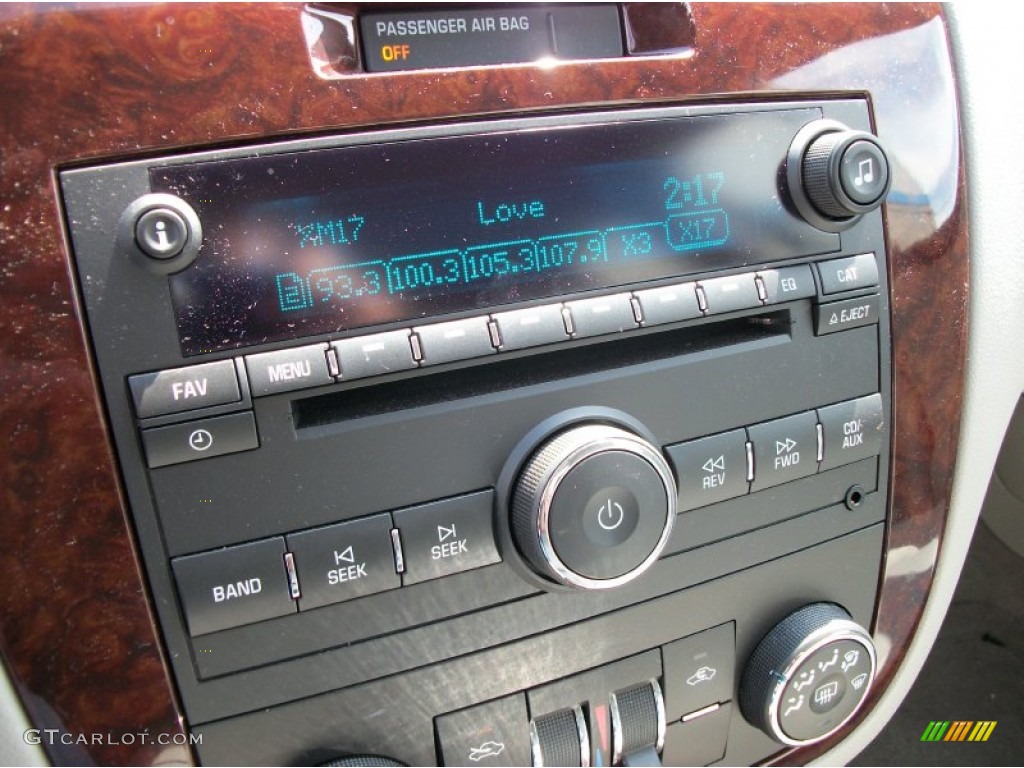 PASSENGER AIR BAG
OFF
XM17
Love
2:17
93.3 100.3 105.3 107.9 X3 X17
FAV
MENU
EQ
CAT
EJECT
REV
FWD
CD/
AUX
BAND
SEEK
SEEK
GTCARLOT.COM